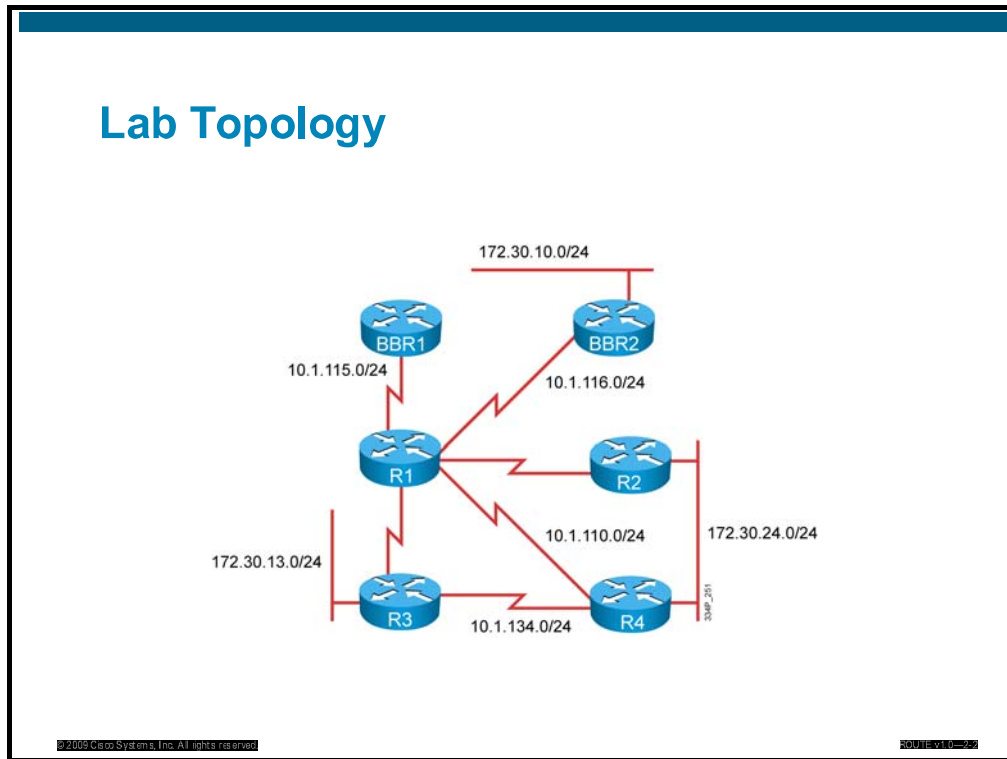 Lab Topology
172.30.10.0/24
BBR1
BBR2
10.1.115.0/24
10.1.116.0/24
R1
R2
10.1.110.0/24
172.30.24.0/24
172.30.13.0/24
R3
10.1.134.0/24
R4
334P_251
© 2009 Cisco Systems, Inc. All rights reserved.
ROUTE v1.0—2-2